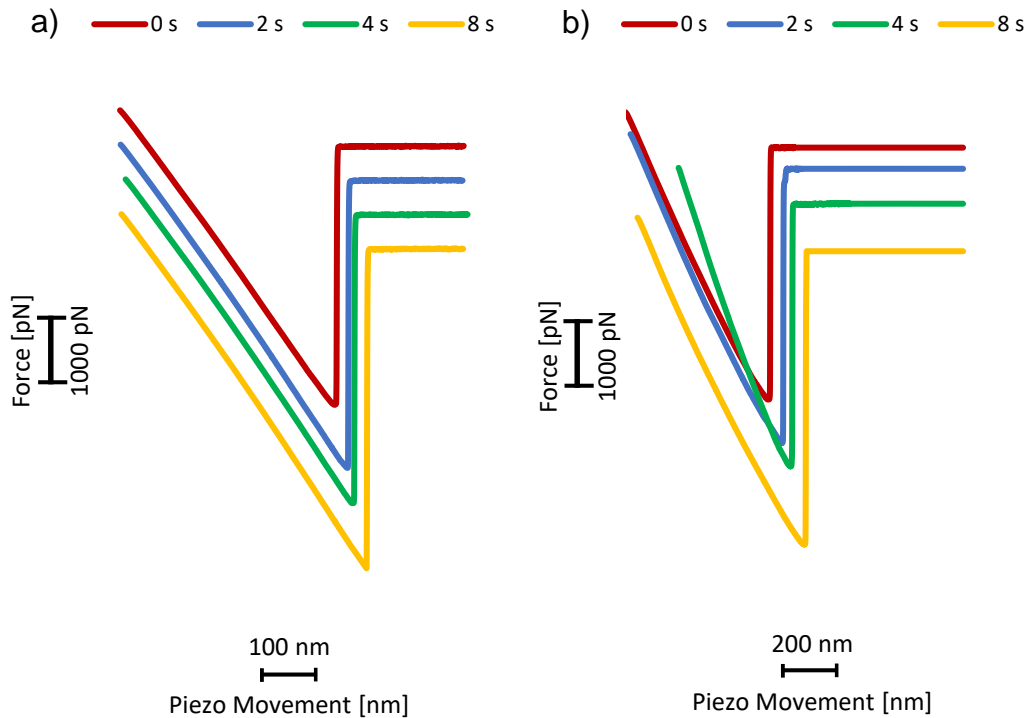 a) 0 s 2 s 4 s 8 s
b) 0 s 2 s 4 s 8 s
Force [pN]
1000 pN
Force [pN]
1000 pN
100 nm
Piezo Movement [nm]
200 nm
Piezo Movement [nm]